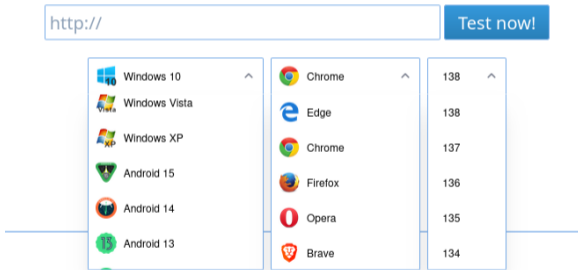 http://
Test now!
Windows 10
Windows Vista
Windows XP
Android 15
Android 14
Android 13
Chrome
Edge
Chrome
Firefox
Opera
Brave
138
138
137
136
135
134